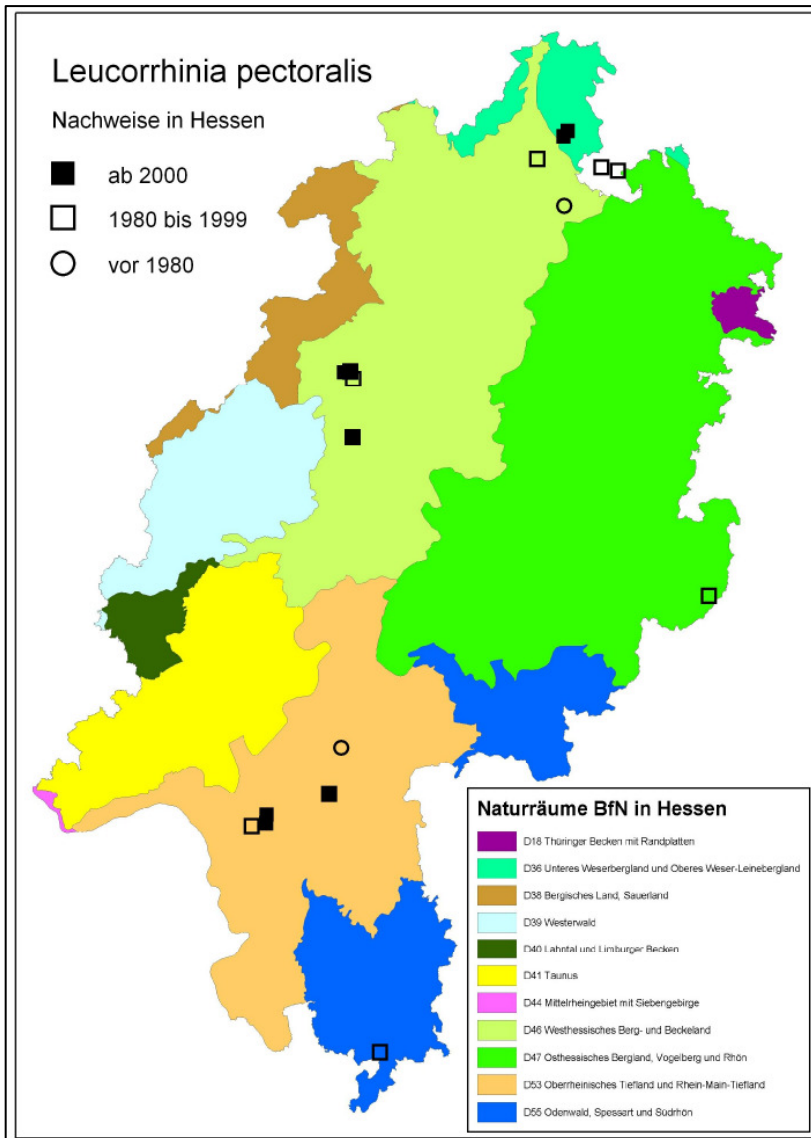 Leucorrhinia pectoralis
Nachweise in Hessen
ab 2000
1980 bis 1999
vor 1980
Naturräume BfN in Hessen
D18 Thüringer Becken mit Randplatten
D36 Unteres Weserbergland und Oberes Weser-Leinebergland
D38 Bergisches Land, Sauerland
D39 Westerwald
D40 Lahntal und Limburger Becken
D41 Taunus
D44 Mittelrheingebiet mit Siebengebirge
D46 Westhessisches Berg- und Beckeland
D47 Osthessisches Bergland, Vogelberg und Rhön
D53 Oberrheinisches Tiefland und Rhein-Main-Tiefland
D55 Odenwald, Spessart und Südrhön